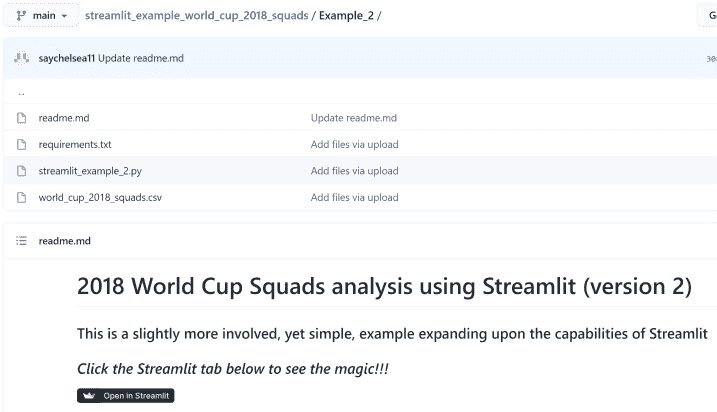 main streamlit_example_world_cup_2018_squads / Example_2 /
saychelsea11 Update readme.md
..
readme.md Update readme.md
requirements.txt Add files via upload
streamlit_example_2.py Add files via upload
world_cup_2018_squads.csv Add files via upload
readme.md
2018 World Cup Squads analysis using Streamlit (version 2)
This is a slightly more involved, yet simple, example expanding upon the capabilities of Streamlit
Click the Streamlit tab below to see the magic!!!
Open in Streamlit